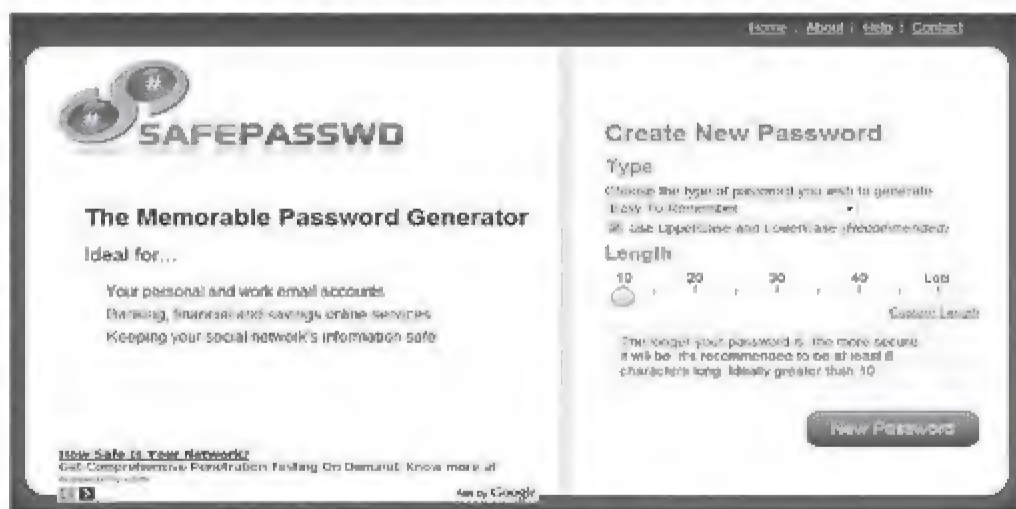 Home : About : Help : Contact
SAFEPASSWD
The Memorable Password Generator
Ideal for...
Your personal and work email accounts
Banking, financial and savings online services
Keeping your social network's information safe
How Safe Is Your Network?
Get Comprehensive Penetration Testing On Demand. Know more at
Ads by Google
Create New Password
Type
Choose the type of password you wish to generate
Easy To Remember
Use Uppercase and Lowercase (Recommended)
Length
10 20 30 40 Lots
Custom Length
The longer your password is, the more secure
it will be. It's recommended to be at least 6
characters long, ideally greater than 10
New Password